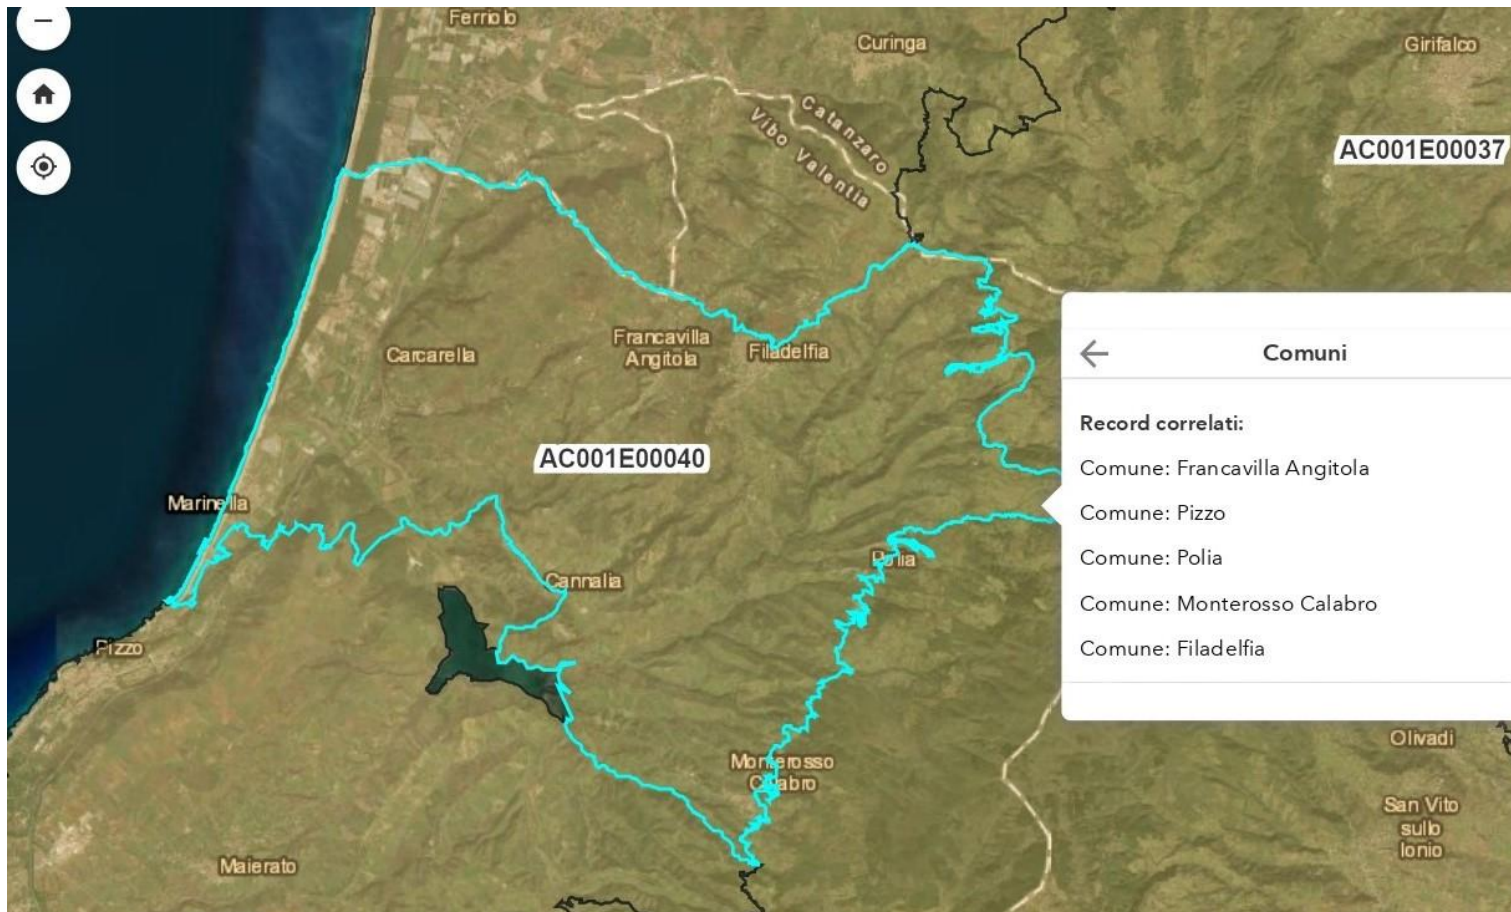 Ferriolo
Curinga
Girifalco
Catanzaro
Vibo Valentia
AC001E00037
Francavilla
Angitola
Filadelfia
Carcarella
Comuni
Record correlati:
Comune: Francavilla Angitola
Comune: Pizzo
Comune: Polia
Comune: Monterosso Calabro
Comune: Filadelfia
AC001E00040
Marinella
Polia
Cannalia
Pizzo
Monterosso
Calabro
Olivadi
San Vito
sullo
Ionio
Maierato